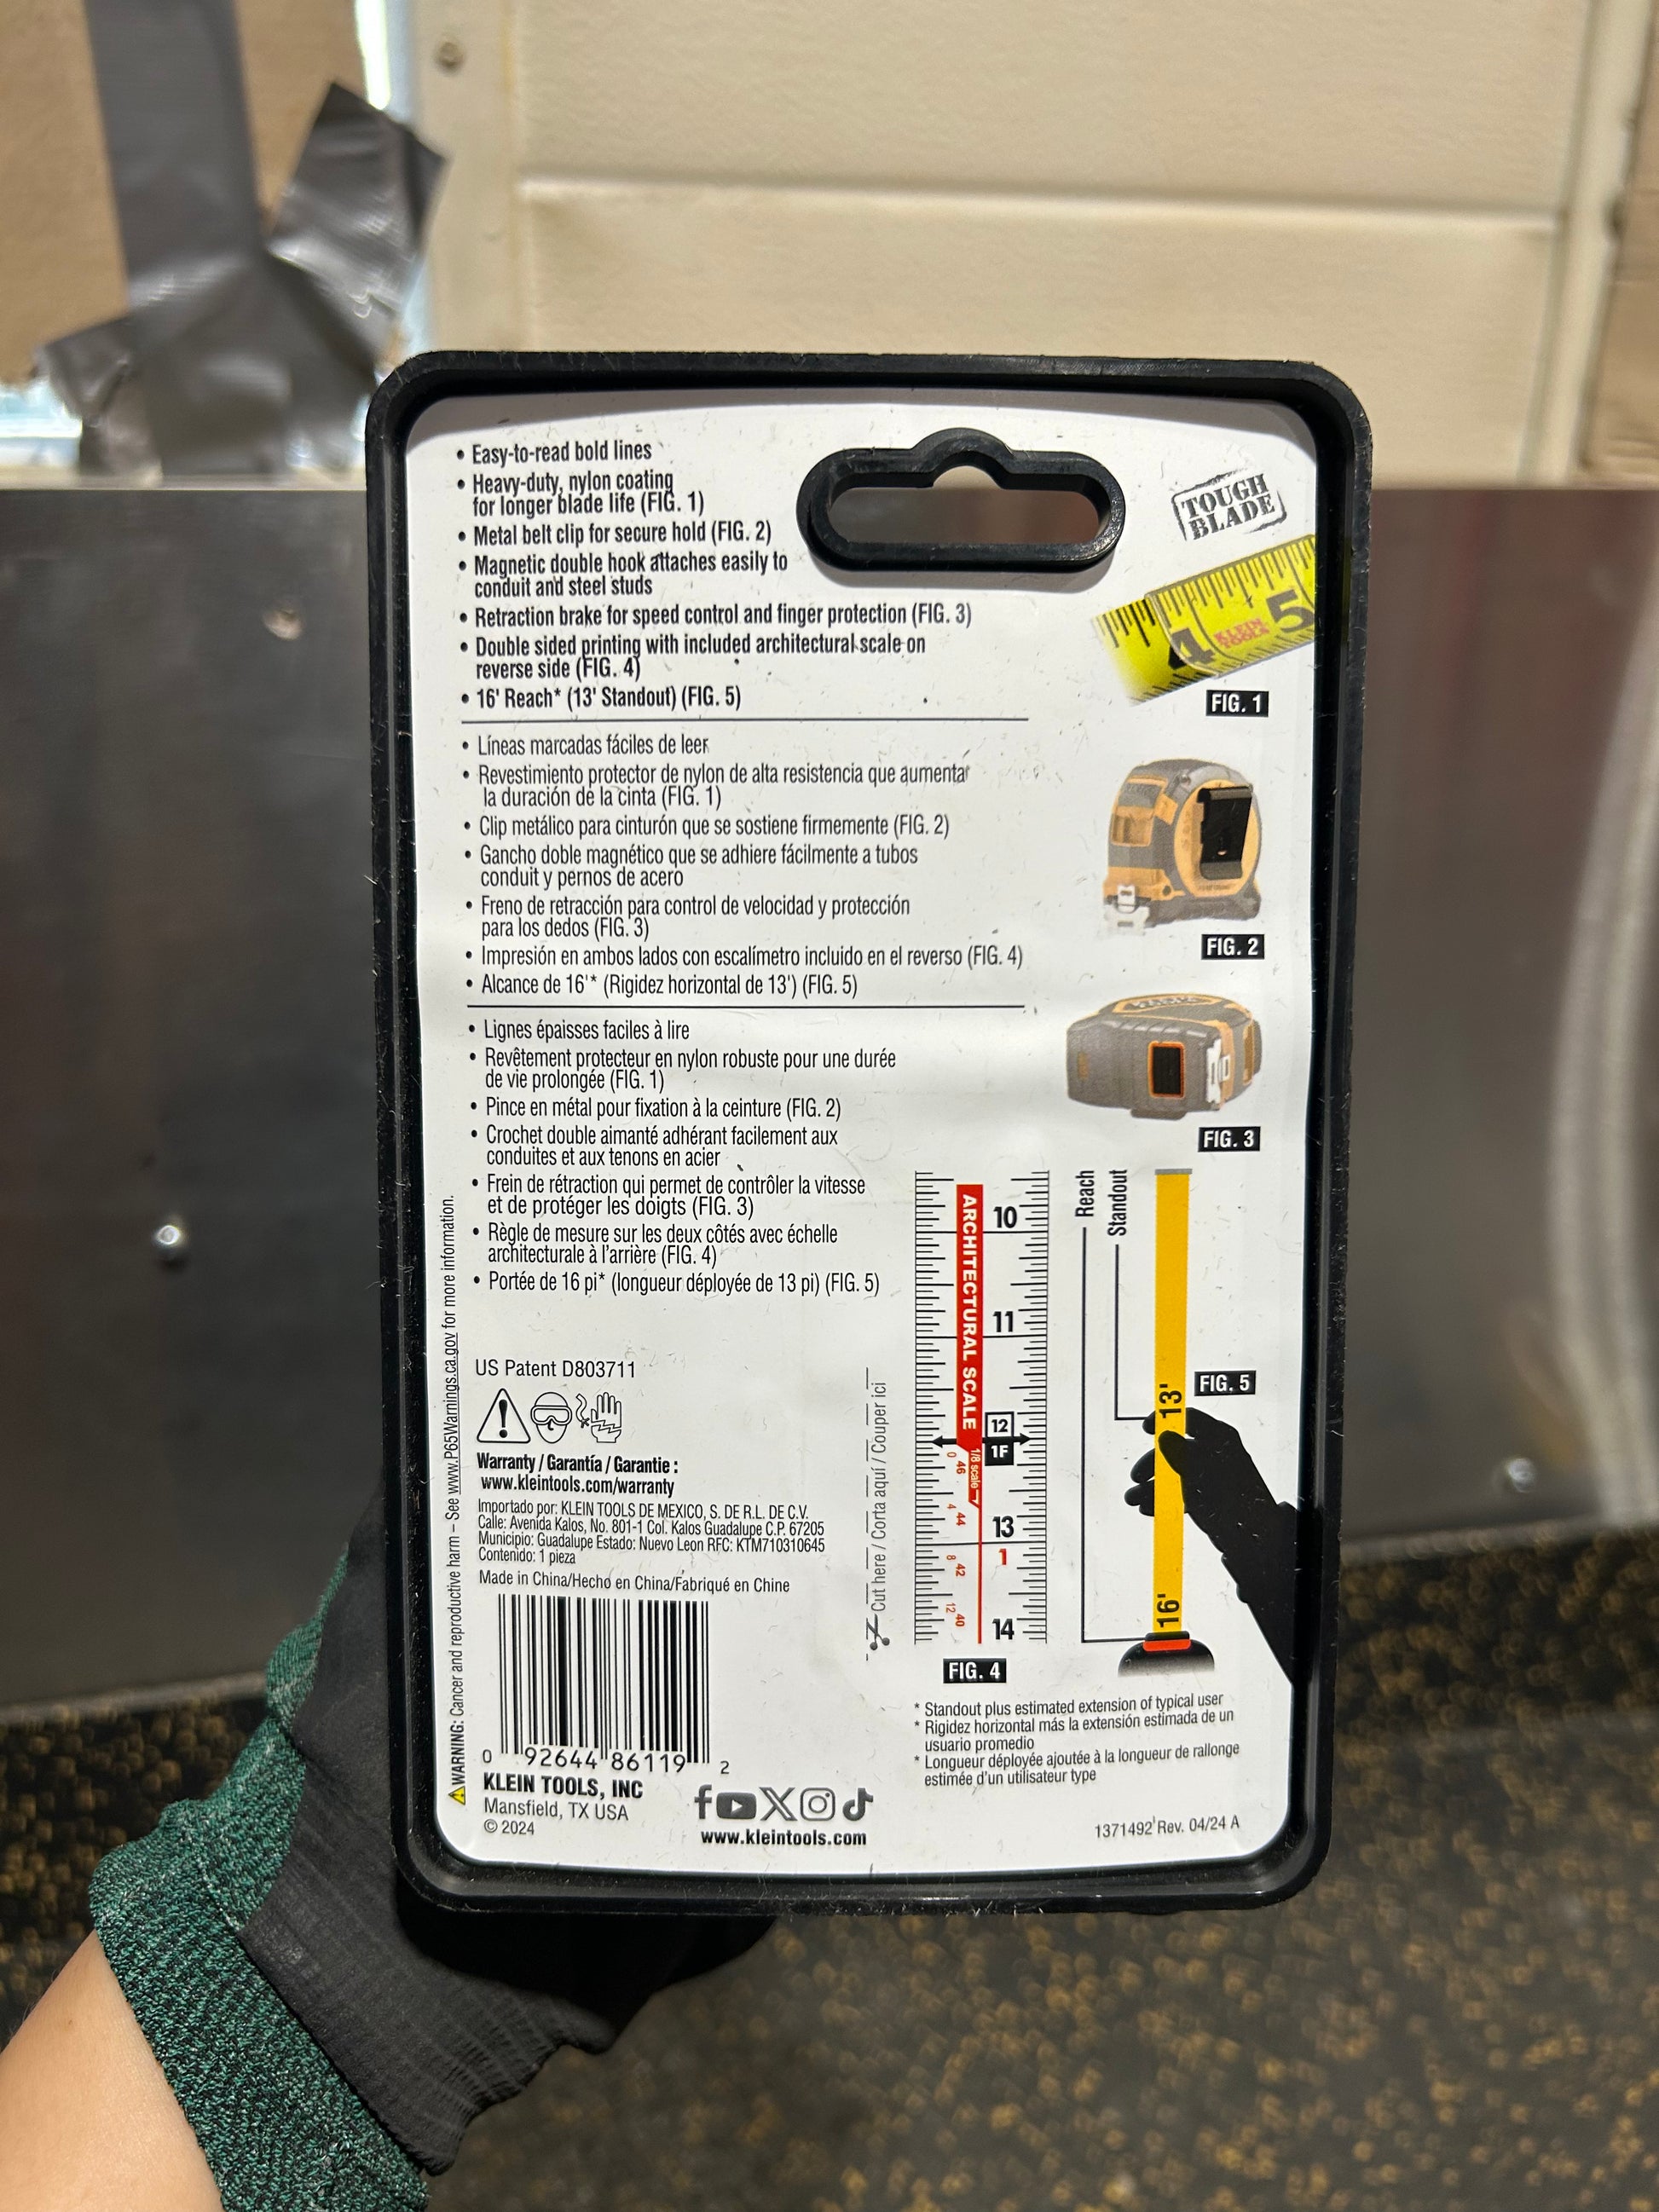 • Easy-to-read bold lines
• Heavy-duty, nylon coating
for longer blade life (FIG. 1)
• Metal belt clip for secure hold (FIG. 2)
• Magnetic double hook attaches easily to
conduit and steel studs
• Retraction brake for speed control and finger protection (FIG. 3)
• Double sided printing with included architectural scale on
reverse side (FIG. 4)
• 16' Reach* (13' Standout) (FIG. 5)
TOUGH
BLADE
4 KLEIN TOOLS 5
FIG. 1
• Líneas marcadas fáciles de leer
• Revestimiento protector de nylon de alta resistencia que aumenta
la duración de la cinta (FIG. 1)
• Clip metálico para cinturón que se sostiene firmemente (FIG. 2)
• Gancho doble magnético que se adhiere fácilmente a tubos
conduit y pernos de acero
• Freno de retracción para control de velocidad y protección
para los dedos (FIG. 3)
• Impresión en ambos lados con escalímetro incluido en el reverso (FIG. 4)
• Alcance de 16'* (Rigidez horizontal de 13') (FIG. 5)
FIG. 2
• Lignes épaisses faciles à lire
• Revêtement protecteur en nylon robuste pour une durée
de vie prolongée (FIG. 1)
• Pince en métal pour fixation à la ceinture (FIG. 2)
• Crochet double aimanté adhérant facilement aux
conduites et aux tenons en acier
• Frein de rétraction qui permet de contrôler la vitesse
et de protéger les doigts (FIG. 3)
• Règle de mesure sur les deux côtés avec échelle
architecturale à l'arrière (FIG. 4)
• Portée de 16 pi* (longueur déployée de 13 pi) (FIG. 5)
FIG. 3
⚠WARNING: Cancer and reproductive harm – See www.P65Warnings.ca.gov for more information.
US Patent D803711
Warranty / Garantía / Garantie :
www.kleintools.com/warranty
Importado por: KLEIN TOOLS DE MEXICO, S. DE R.L. DE C.V.
Calle: Avenida Kalos, No. 801-1 Col. Kalos Guadalupe C.P. 67205
Municipio: Guadalupe Estado: Nuevo Leon RFC: KTM710310645
Contenido: 1 pieza
Made in China/Hecho en China/Fabriqué en Chine
0 92644 86119 2
KLEIN TOOLS, INC
Mansfield, TX USA
© 2024
www.kleintools.com
Cut here / Corta aquí / Couper ici
ARCHITECTURAL SCALE
10
11
12
1F
1/8 scale
0 46
4 44
13
1
8 42
12 40
14
FIG. 4
Reach
Standout
13'
FIG. 5
16'
* Standout plus estimated extension of typical user
* Rigidez horizontal más la extensión estimada de un
usuario promedio
* Longueur déployée ajoutée à la longueur de rallonge
estimée d'un utilisateur type
1371492 Rev. 04/24 A